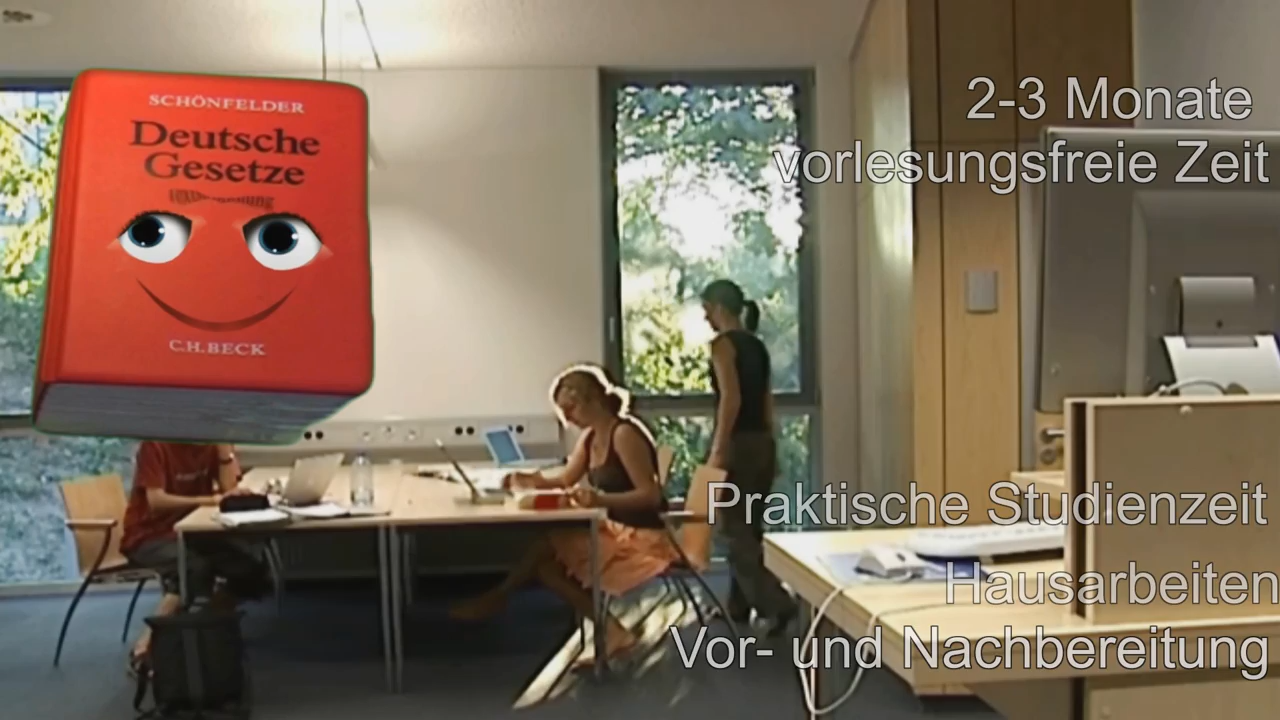 SCHÖNFELDER
Deutsche
Gesetze
C.H.BECK
2-3 Monate
vorlesungsfreie Zeit
Praktische Studienzeit
Hausarbeiten
Vor- und Nachbereitung